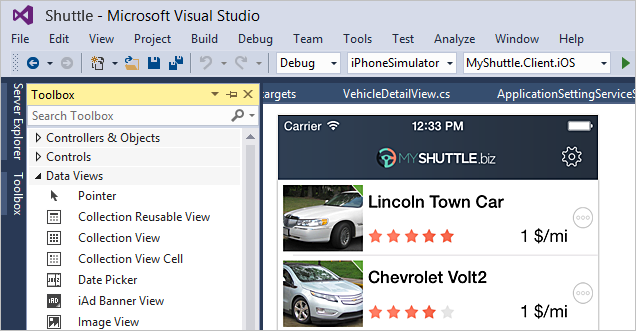 Shuttle - Microsoft Visual Studio
File Edit View Project Build Debug Team Tools Test Analyze Window Help
Debug iPhoneSimulator MyShuttle.Client.iOS
Server Explorer
Toolbox
Toolbox
Search Toolbox
Controllers & Objects
Controls
Data Views
Pointer
Collection Reusable View
Collection View
Collection View Cell
Date Picker
iAd Banner View
Image View
targets VehicleDetailView.cs ApplicationSettingServiceS
Carrier 12:33 PM
MYSHUTTLE.biz
Lincoln Town Car
1 $/mi
Chevrolet Volt2
1 $/mi